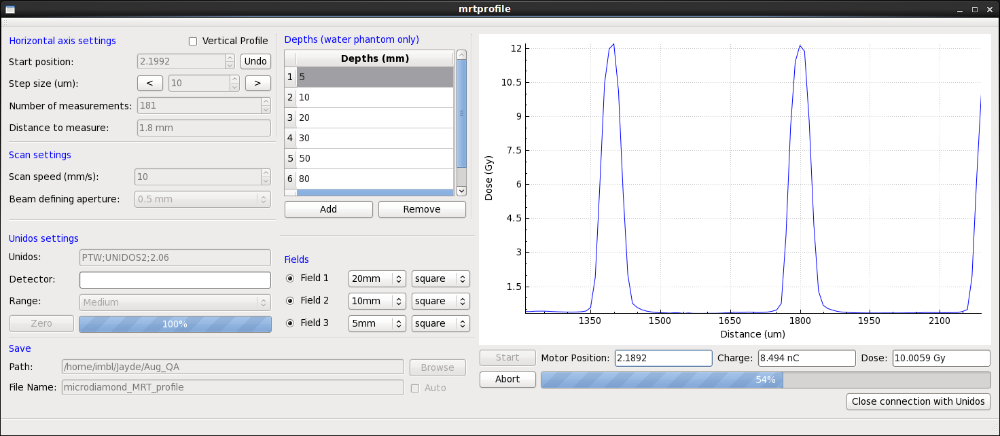 mrtprofile
Horizontal axis settings
Vertical Profile
Start position:
2.1992
Undo
Step size (um):
<
10
>
Number of measurements:
181
Distance to measure:
1.8 mm
Scan settings
Scan speed (mm/s):
10
Beam defining aperture:
0.5 mm
Unidos settings
Unidos:
PTW;UNIDOS2;2.06
Detector:
Range:
Medium
Zero
100%
Save
Path:
/home/imbl/Jayde/Aug_QA
Browse
File Name:
microdiamond_MRT_profile
Auto
Depths (water phantom only)
Depths (mm)
1 5
2 10
3 20
4 30
5 50
6 80
Add
Remove
Fields
Field 1 20mm square
Field 2 10mm square
Field 3 5mm square
Dose (Gy)
12
10.5
9
7.5
6
4.5
3
1.5
1350 1500 1650 1800 1950 2100
Distance (um)
Start
Motor Position: 2.1892
Charge: 8.494 nC
Dose: 10.0059 Gy
Abort
54%
Close connection with Unidos